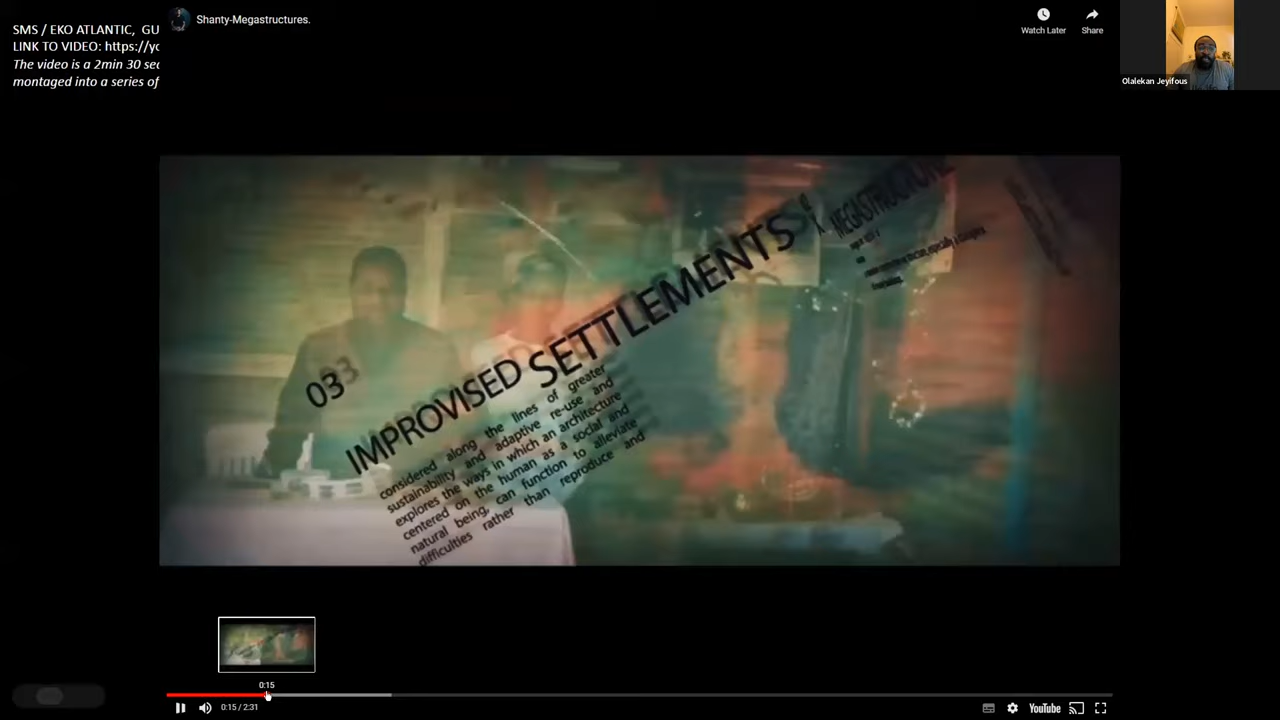 SMS / EKO ATLANTIC, GU
LINK TO VIDEO: https://yo
The video is a 2min 30 sec
montaged into a series of
Shanty-Megastructures.
Watch Later
Share
Olalekan Jeyifous
03
IMPROVISED SETTLEMENTS
considered along the lines of greater
sustainability and adaptive re-use and
explores the ways in which an architecture
centered on the human as a social and
natural being, can function to alleviate
difficulties rather than reproduce and
MEGASTRUCTURE
0:15
0:15 / 2:31
YouTube